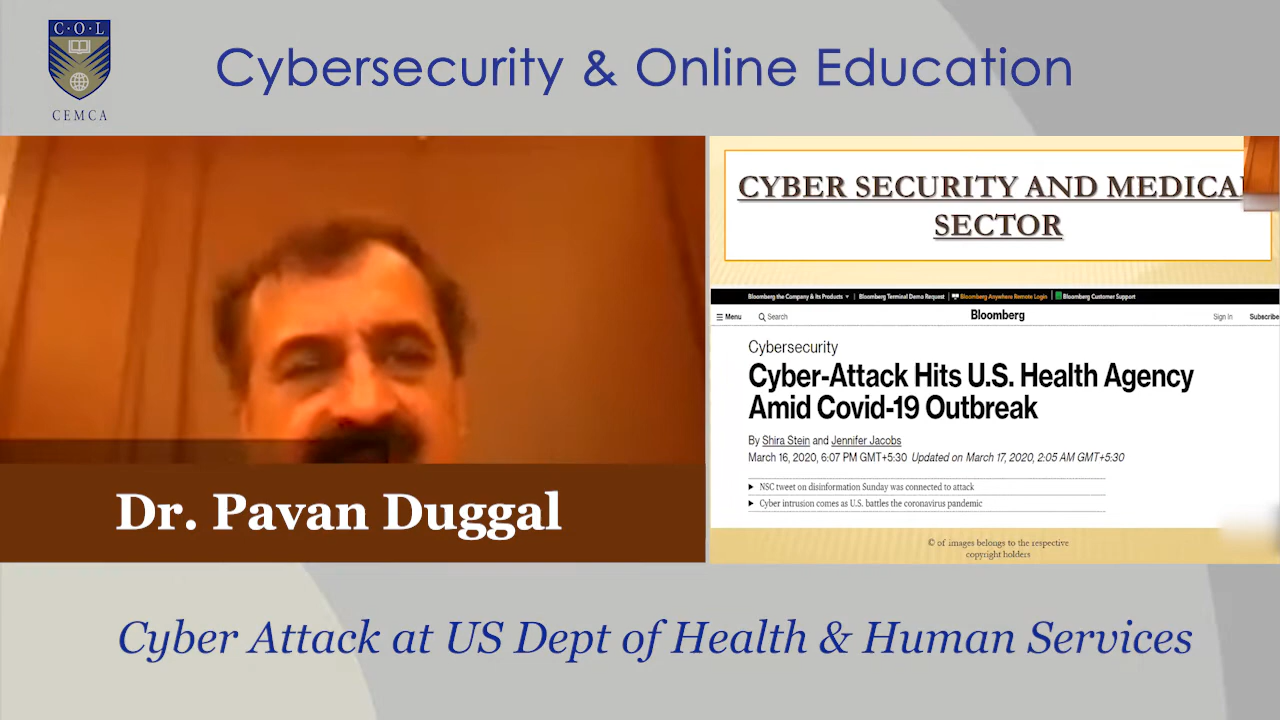 C·O·L
CEMCA
Cybersecurity & Online Education
Dr. Pavan Duggal
CYBER SECURITY AND MEDICA
SECTOR
Bloomberg the Company & Its Products ▾ | Bloomberg Terminal Demo Request | Bloomberg Anywhere Remote Login | Bloomberg Customer Support
☰ Menu Search Bloomberg Sign In Subscribe
Cybersecurity
Cyber-Attack Hits U.S. Health Agency
Amid Covid-19 Outbreak
By Shira Stein and Jennifer Jacobs
March 16, 2020, 6:07 PM GMT+5:30 Updated on March 17, 2020, 2:05 AM GMT+5:30
▶ NSC tweet on disinformation Sunday was connected to attack
▶ Cyber intrusion comes as U.S. battles the coronavirus pandemic
© of images belongs to the respective
copyright holders
Cyber Attack at US Dept of Health & Human Services